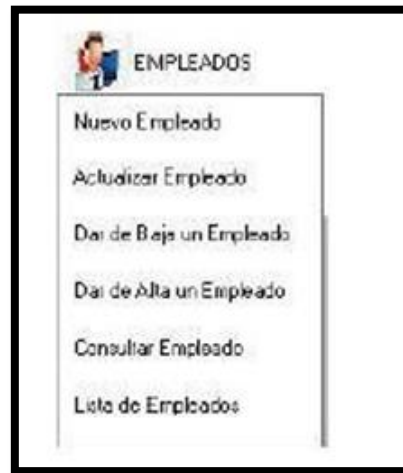 EMPLEADOS
Nuevo Empleado
Actualizar Empleado
Dar de Baja un Empleado
Dar de Alta un Empleado
Consultar Empleado
Lista de Empleados